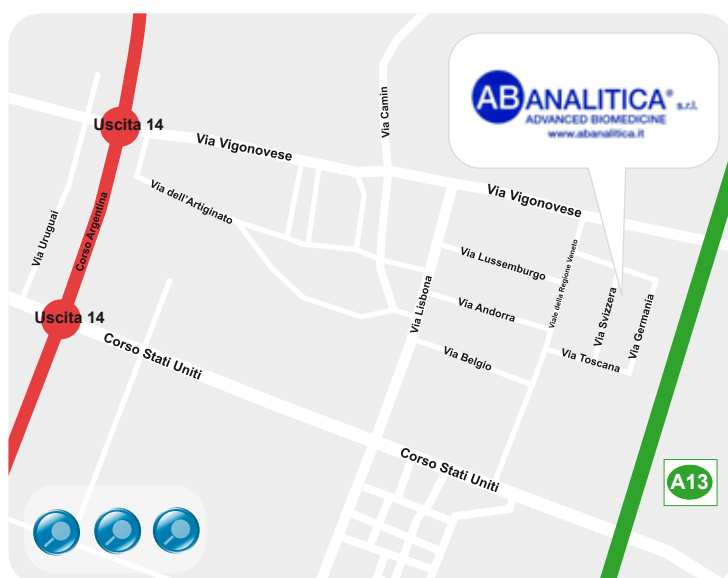 AB ANALITICA® s.r.l.
ADVANCED BIOMEDICINE
www.abanalitica.it
Uscita 14
Via Camin
Via Vigonovese
Via dell'Artiginato
Via Vigonovese
Via Uruguai
Corso Argentina
Via Lussemburgo
Viale della Regione Veneto
Via Lisbona
Via Andorra
Via Svizzera
Via Germania
Uscita 14
Corso Stati Uniti
Via Belgio
Via Toscana
Corso Stati Uniti
A13